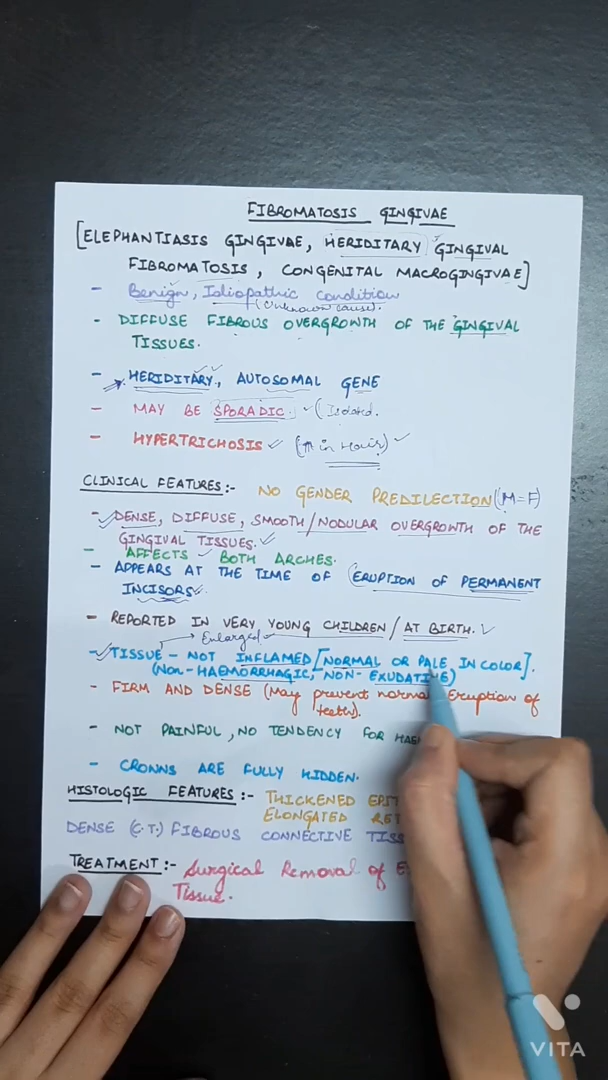 FIBROMATOSIS GINGIVAE
[ELEPHANTIASIS GINGIVAE, HERIDITARY GINGIVAL
FIBROMATOSIS, CONGENITAL MACROGINGIVAE]
- Benign, Idiopathic condition
(unknown cause).
- DIFFUSE FIBROUS OVERGROWTH OF THE GINGIVAL
TISSUES.
- HERIDITARY, AUTOSOMAL GENE
- MAY BE SPORADIC. (Isolated.
- HYPERTRICHOSIS (↑ in Hair)
CLINICAL FEATURES:- NO GENDER PREDILECTION (M=F)
- DENSE, DIFFUSE, SMOOTH/NODULAR OVERGROWTH OF THE
GINGIVAL TISSUES.
- AFFECTS BOTH ARCHES.
- APPEARS AT THE TIME OF (ERUPTION OF PERMANENT
INCISORS
- REPORTED IN VERY YOUNG CHILDREN/AT BIRTH.
Enlarged
- TISSUE - NOT INFLAMED [NORMAL OR PALE, IN COLOR].
(Non-HAEMORRHAGIC, NON-EXUDATIVE)
- FIRM AND DENSE (May prevent normal Eruption of
teeth).
- NOT PAINFUL, NO TENDENCY FOR HAE
- CROWNS ARE FULLY HIDDEN.
HISTOLOGIC FEATURES:- THICKENED EPIT
ELONGATED RET
DENSE (C.T.) FIBROUS CONNECTIVE TISS
TREATMENT:- Surgical Removal of E
Tissue.
VITA